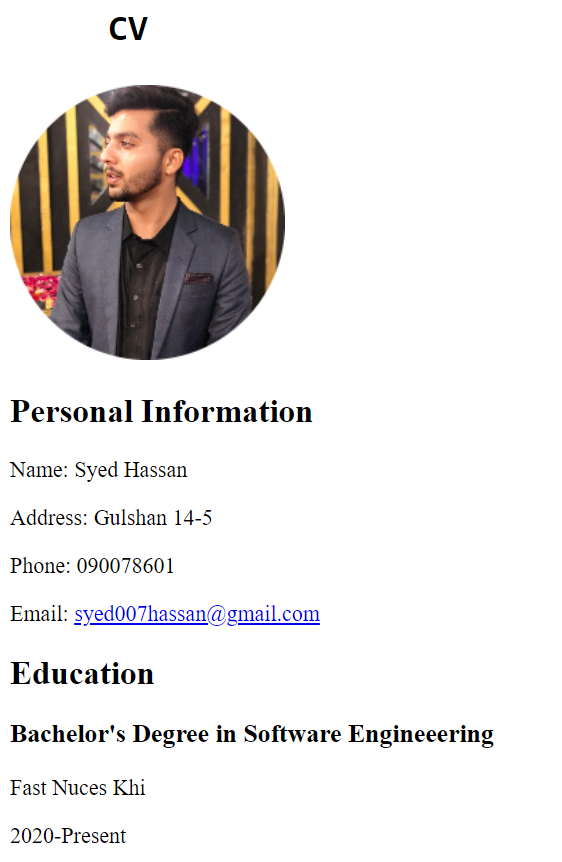 CV
Personal Information
Name: Syed Hassan
Address: Gulshan 14-5
Phone: 090078601
Email: syed007hassan@gmail.com
Education
Bachelor's Degree in Software Engineeering
Fast Nuces Khi
2020-Present